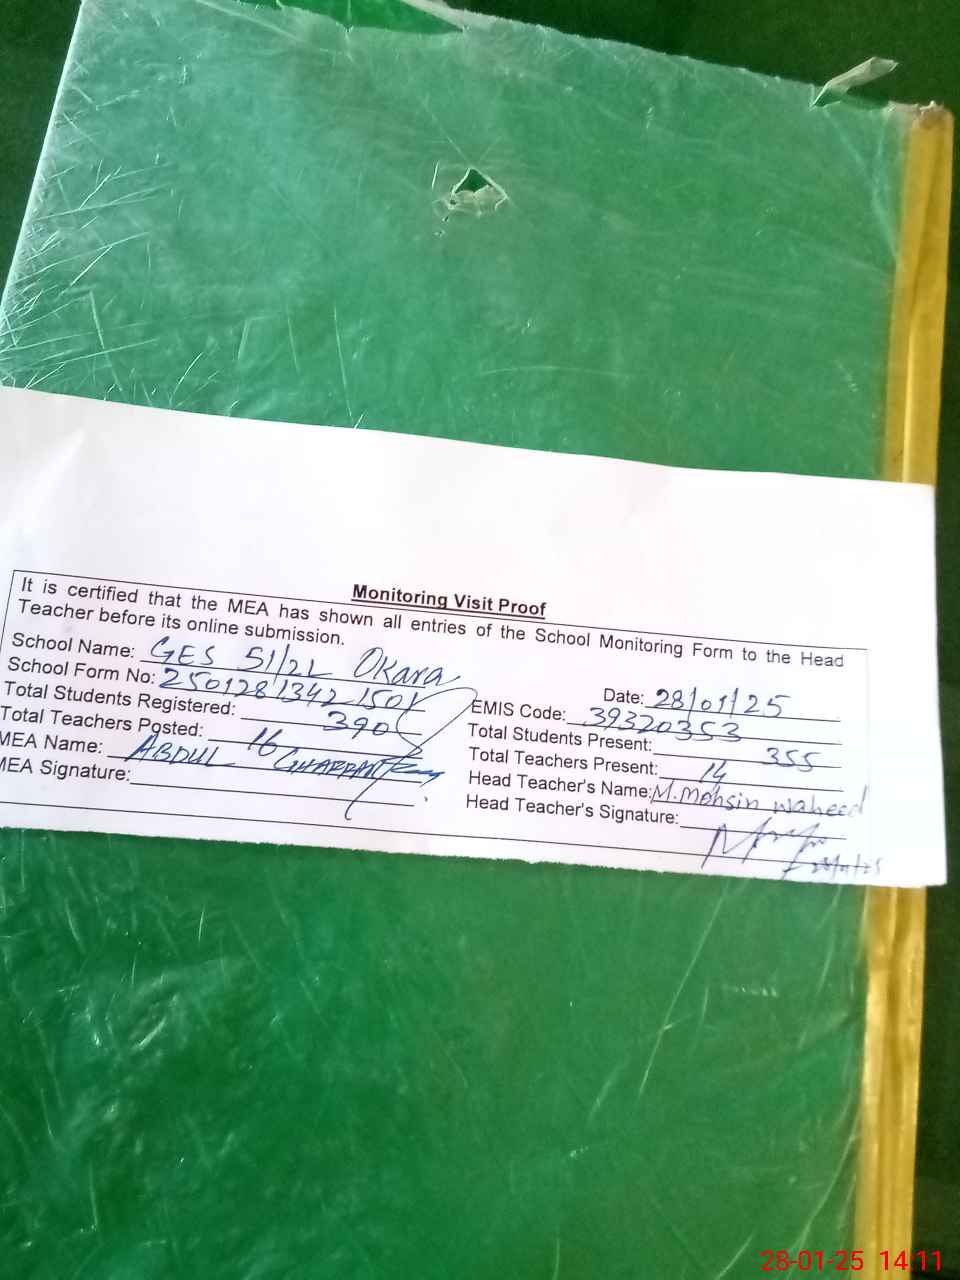 Monitoring Visit Proof
It is certified that the MEA has shown all entries of the School Monitoring Form to the Head
Teacher before its online submission.
School Name: GES 51/2L Okara
Date: 28/01/25
School Form No: 25012813421501
EMIS Code: 39320353
Total Students Registered: 390
Total Students Present: 355
Total Teachers Posted: 16
Total Teachers Present: 14
MEA Name: ABDUL GHAFFAR
Head Teacher's Name: M.Mohsin Waheed
MEA Signature:
Head Teacher's Signature:
28-01-25 14:11